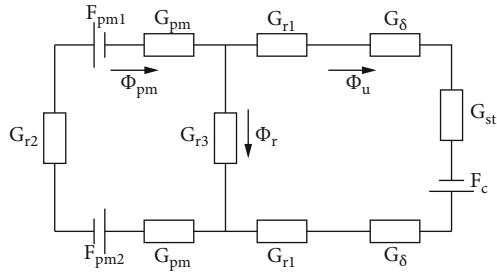 F_pm1
G_pm
G_r1
G_δ
Φ_pm
Φ_u
G_r2
G_r3
Φ_r
G_st
F_c
F_pm2
G_pm
G_r1
G_δ